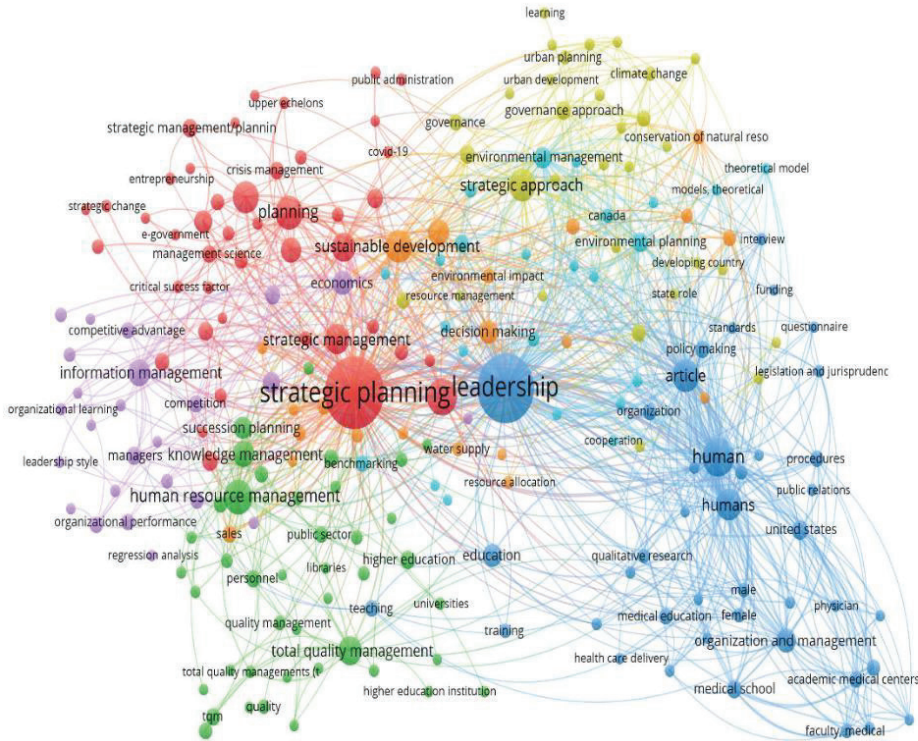 learning
urban planning
climate change
public administration
urban development
upper echelons
governance approach
strategic management/plannin
governance
conservation of natural reso
covid-19
environmental management
theoretical model
crisis management
entrepreneurship
strategic approach
models, theoretical
strategic change
planning
canada
e-government
sustainable development
environmental planning
interview
management science
developing country
environmental impact
critical success factor
economics
resource management
state role
funding
competitive advantage
decision making
standards
questionnaire
strategic management
policy making
information management
article
legislation and jurisprudenc
strategic planning
leadership
competition
organizational learning
organization
succession planning
cooperation
managers
knowledge management
water supply
human
leadership style
benchmarking
procedures
resource allocation
human resource management
public relations
humans
organizational performance
united states
sales
public sector
regression analysis
higher education
education
qualitative research
libraries
personnel
male
teaching
universities
medical education
female
physician
quality management
training
organization and management
total quality management
health care delivery
total quality managements (t
academic medical centers
higher education institution
medical school
quality
tqm
faculty, medical